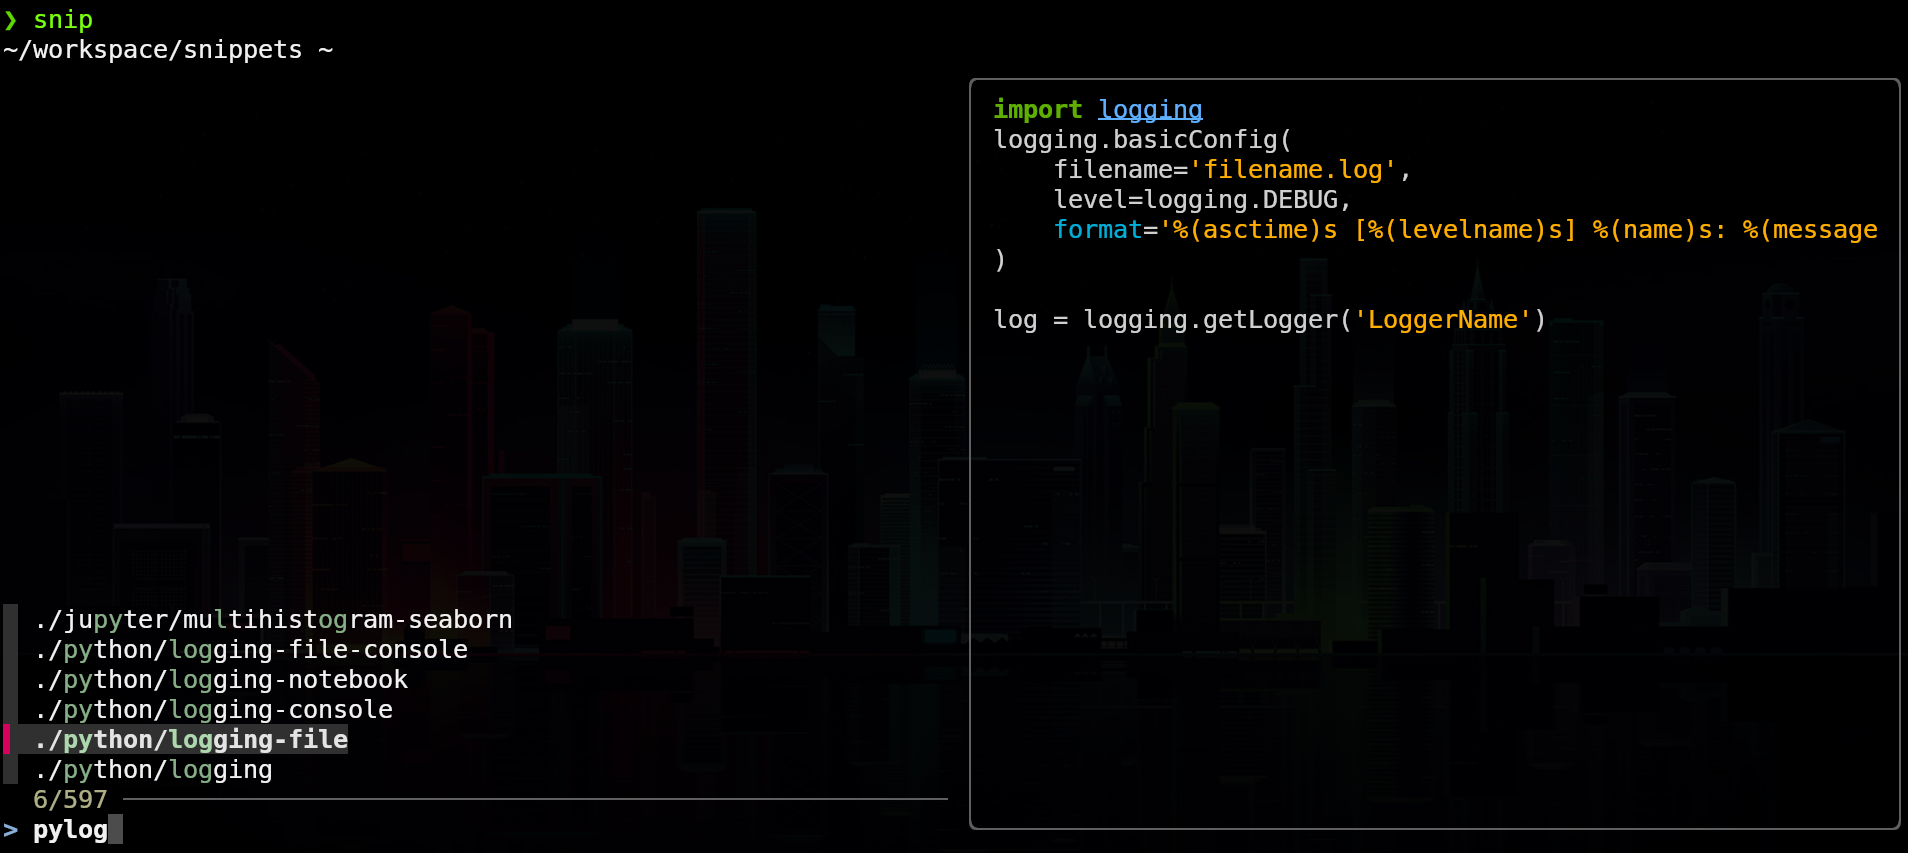 ❯ snip
~/workspace/snippets ~
import logging
logging.basicConfig(
    filename='filename.log',
    level=logging.DEBUG,
    format='%(asctime)s [%(levelname)s] %(name)s: %(message
)
log = logging.getLogger('LoggerName')
./jupyter/multihistogram-seaborn
./python/logging-file-console
./python/logging-notebook
./python/logging-console
./python/logging-file
./python/logging
6/597
> pylog